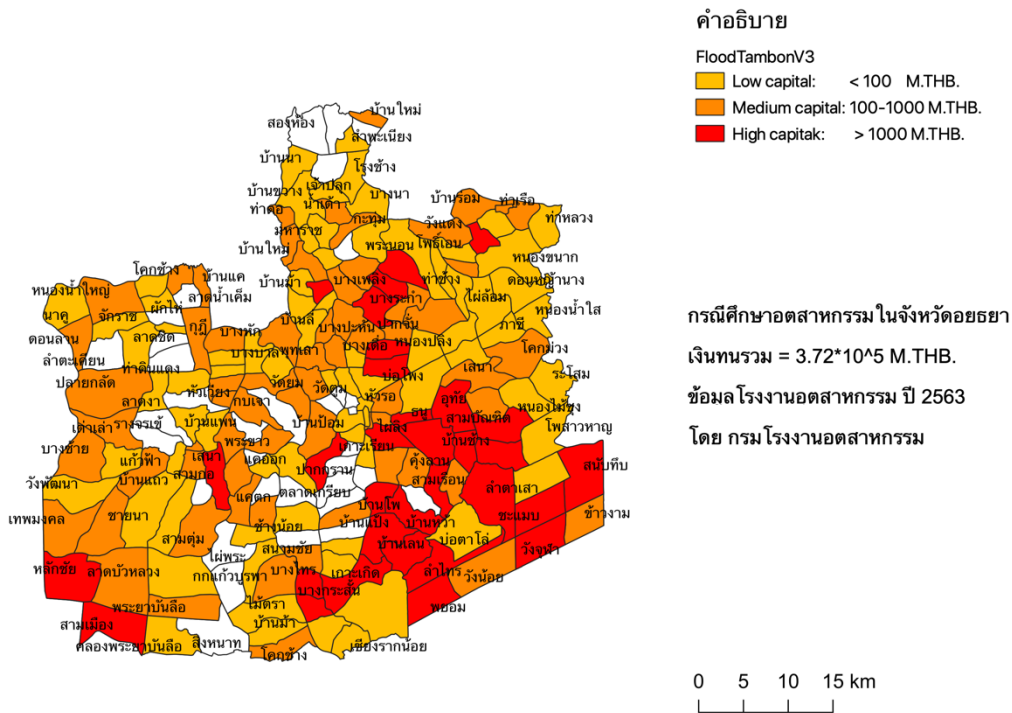 คำอธิบาย
FloodTambonV3
Low capital: < 100 M.THB.
Medium capital: 100-1000 M.THB.
High capitak: > 1000 M.THB.
บ้านใหม่
สองห้อง
สำพะเนียง
บ้านนา
โรงช้าง
บ้านขวาง
เจ้าปลุก
บางนา
น้ำเต้า
ท่าตอ
กะทุ่ม
มหาราช
บ้านใหม่
พระนอน
วังแดง
โพธิ์เอน
บ้านร่อม
ท่าเรือ
ท่าหลวง
หนองขนาก
ดอนหญ้านาง
โคกช้าง
บ้านแค
ลาดน้ำเค็ม
หนองน้ำใหญ่
นาคู
จักราช
ผักไห่
บ้านม้า
บางเพลิง
ท่าช้าง
บางระกำ
ไผ่ล้อม
หนองน้ำใส
ดอนลาน
ลำตะเคียน
ลาดชิด
กุฎี
บางหัก
บ้านลี่
บางปะหัน
ปากจั่น
หนองปลิง
ภาชี
ท่าดินแดง
บางบาล
พุทเลา
บางเดื่อ
โคกม่วง
ปลายกลัด
หัวเวียง
วัดยม
วัดตูม
บ่อโพง
เสนา
ระโสม
ลาดงา
กบเจา
หัวรอ
อุทัย
หนองไม้ซุง
เต่าเล่า
รางจรเข้
บ้านแพน
บ้านป้อม
ธนู
สามบัณฑิต
โพสาวหาญ
บางซ้าย
พระขาว
เกาะเรียน
ไผ่ลิง
บ้านช้าง
แก้วฟ้า
เสนา
แคออก
ปากกราน
คุ้งลาน
สนับทึบ
วังพัฒนา
บ้านแถว
สามกอ
สามเรือน
ลำตาเสา
แคตก
ตลาดเกรียบ
บ้านโพ
เทพมงคล
ชายนา
ช้างน้อย
บ้านแป้ง
บ้านหว้า
ชะแมบ
ข้าวงาม
สามตุ่ม
สนามชัย
บ้านเลน
บ่อตาโล่
วังจุฬา
ไผ่พระ
หลักชัย
ลาดบัวหลวง
กกแก้วบูรพา
บางไทร
เกาะเกิด
ลำไทร
วังน้อย
บางกระสั้น
พระยาบันลือ
ไม้ตรา
พยอม
สามเมือง
บ้านม้า
คลองพระยาบันลือ
สิงหนาท
โคกช้าง
เชียงรากน้อย
กรณีศึกษาอตสาหกรรมในจังหวัดอยธยา
เงินทนรวม = 3.72*10^5 M.THB.
ข้อมลโรงงานอตสาหกรรม ปี 2563
โดย กรมโรงงานอตสาหกรรม
0 5 10 15 km